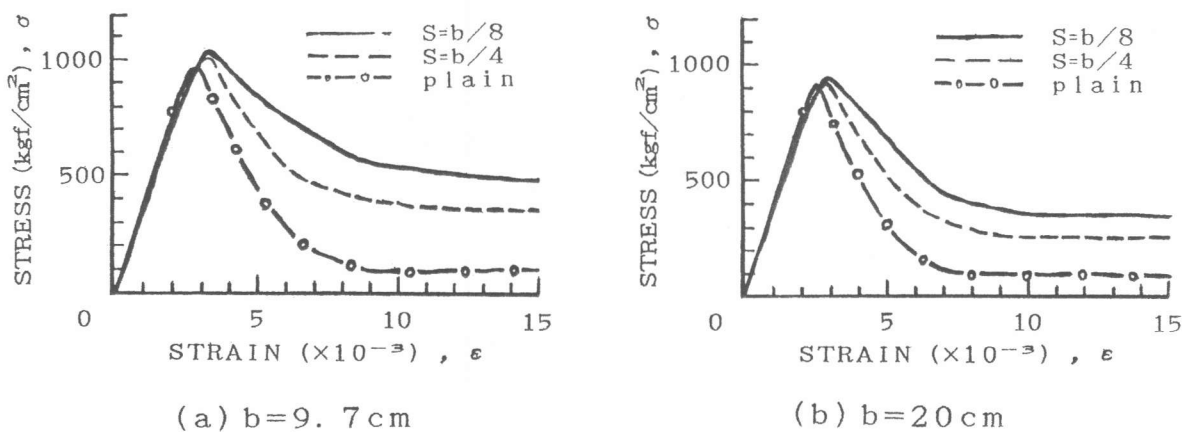 STRESS (kgf/cm²), σ
1000
500
0
5
10
15
S=b/8
S=b/4
plain
STRAIN (×10⁻³) , ε
(a) b=9. 7cm
STRESS (kgf/cm²), σ
1000
500
0
5
10
15
S=b/8
S=b/4
plain
STRAIN (×10⁻³) , ε
(b) b=20cm